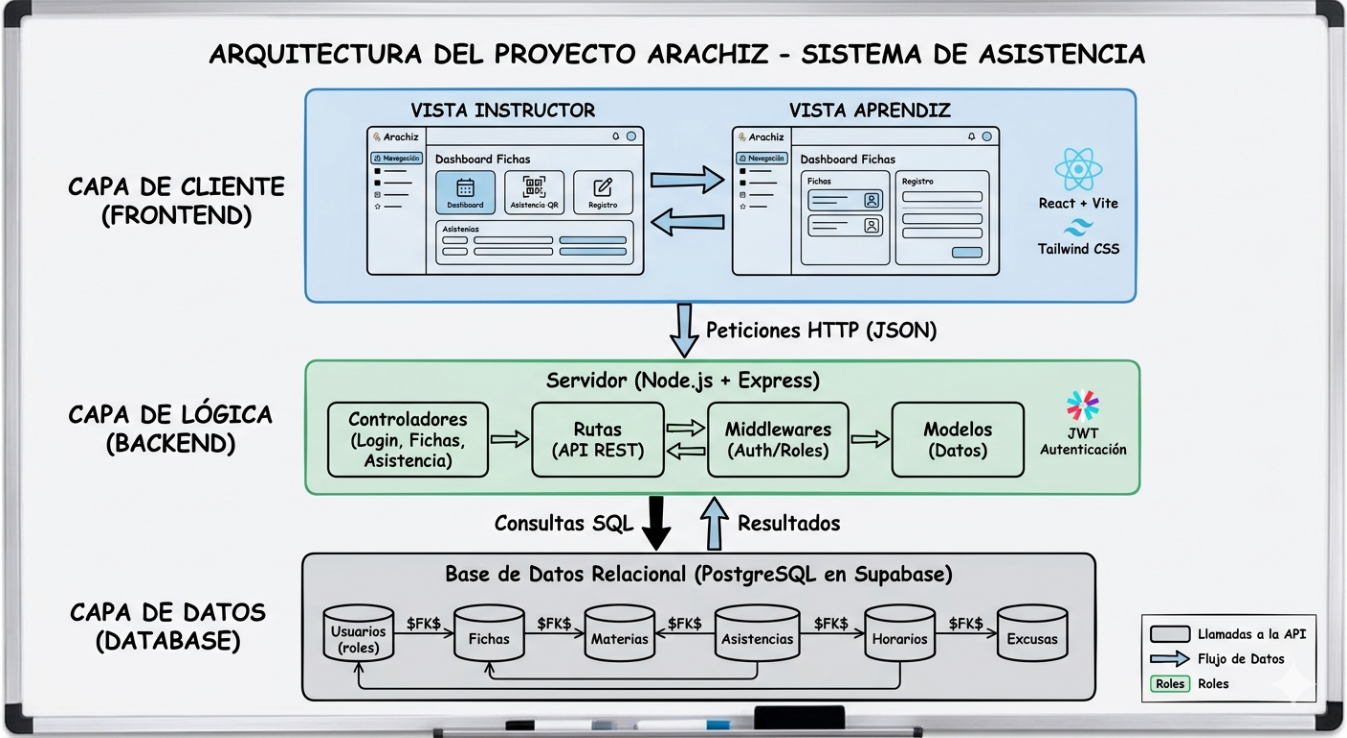 ARQUITECTURA DEL PROYECTO ARACHIZ - SISTEMA DE ASISTENCIA
CAPA DE CLIENTE
(FRONTEND)
VISTA INSTRUCTOR
Arachiz
Navegación
Dashboard Fichas
Dashboard
Asistencia QR
Registro
Asistenias
VISTA APRENDIZ
Arachiz
Navegación
Dashboard Fichas
Fichas
Registro
React + Vite
Tailwind CSS
Peticiones HTTP (JSON)
CAPA DE LÓGICA
(BACKEND)
Servidor (Node.js + Express)
Controladores
(Login, Fichas,
Asistencia)
Rutas
(API REST)
Middlewares
(Auth/Roles)
Modelos
(Datos)
JWT
Autenticación
Consultas SQL
Resultados
CAPA DE DATOS
(DATABASE)
Base de Datos Relacional (PostgreSQL en Supabase)
Usuarios
(roles)
$FK$
Fichas
$FK$
Materias
$FK$
Asistencias
$FK$
Horarios
$FK$
Excusas
Llamadas a la API
Flujo de Datos
Roles Roles